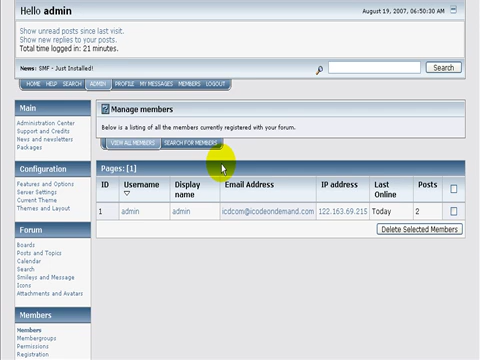 Hello admin
August 19, 2007, 06:50:30 AM
Show unread posts since last visit.
Show new replies to your posts.
Total time logged in: 21 minutes.
News: SMF - Just Installed!
Search
HOME HELP SEARCH ADMIN PROFILE MY MESSAGES MEMBERS LOGOUT
Main
Administration Center
Support and Credits
News and newsletters
Packages
Configuration
Features and Options
Server Settings
Current Theme
Themes and Layout
Forum
Boards
Posts and Topics
Calendar
Search
Smileys and Message
Icons
Attachments and Avatars
Members
Members
Membergroups
Permissions
Registration
Manage members
Below is a listing of all the members currently registered with your forum.
VIEW ALL MEMBERS SEARCH FOR MEMBERS
Pages: [1]
ID Username Display name Email Address IP address Last Online Posts
1 admin admin icdcom@icodeondemand.com 122.163.69.215 Today 2
Delete Selected Members